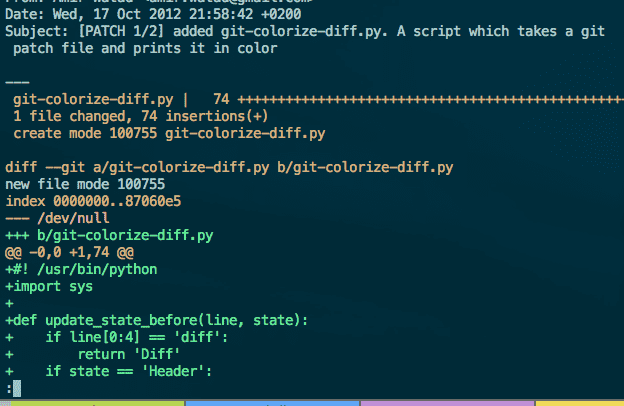 Date: Wed, 17 Oct 2012 21:58:42 +0200
Subject: [PATCH 1/2] added git-colorize-diff.py. A script which takes a git
 patch file and prints it in color
---
 git-colorize-diff.py |   74 ++++++++++++++++++++++++++++++++++++++++++++++++
 1 file changed, 74 insertions(+)
 create mode 100755 git-colorize-diff.py
diff --git a/git-colorize-diff.py b/git-colorize-diff.py
new file mode 100755
index 0000000..87060e5
--- /dev/null
+++ b/git-colorize-diff.py
@@ -0,0 +1,74 @@
+#! /usr/bin/python
+import sys
+
+def update_state_before(line, state):
+    if line[0:4] == 'diff':
+        return 'Diff'
+    if state == 'Header':
: